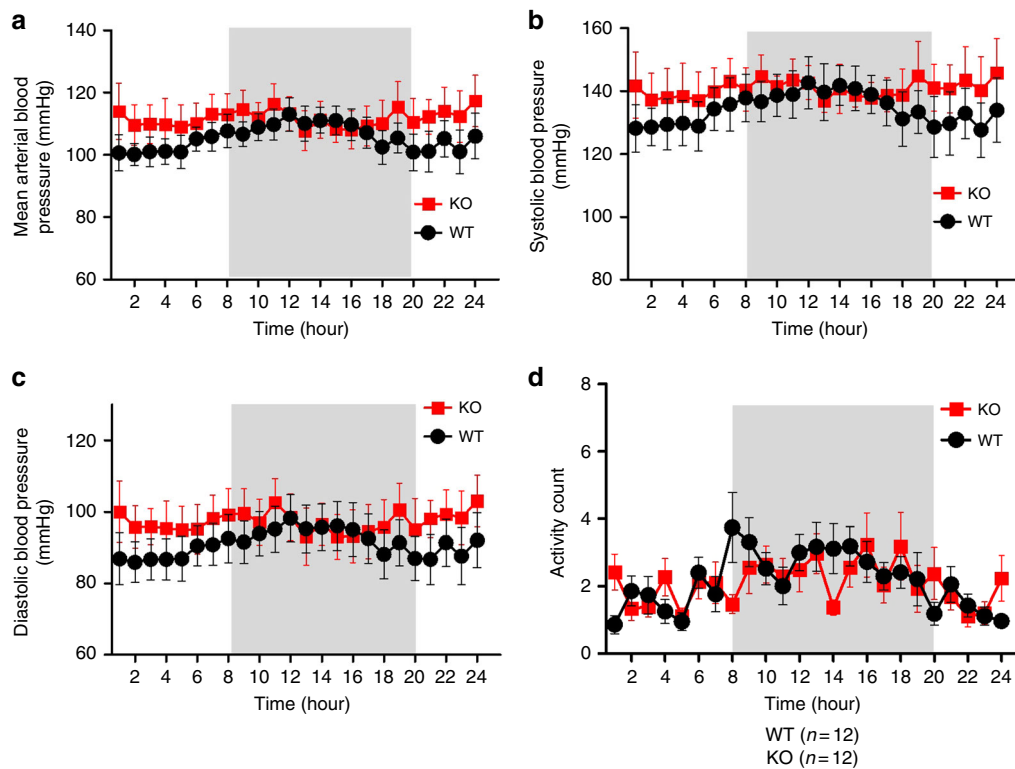 a
140
120
100
80
60
Mean arterial blood
presssure (mmHg)
KO
WT
2 4 6 8 10 12 14 16 18 20 22 24
Time (hour)
b
160
140
120
100
80
Systolic blood pressure
(mmHg)
KO
WT
2 4 6 8 10 12 14 16 18 20 22 24
Time (hour)
c
120
100
80
60
Diastolic blood presssure
(mmHg)
KO
WT
2 4 6 8 10 12 14 16 18 20 22 24
Time (hour)
d
8
6
4
2
0
Activity count
KO
WT
2 4 6 8 10 12 14 16 18 20 22 24
Time (hour)
WT (n=12)
KO (n=12)